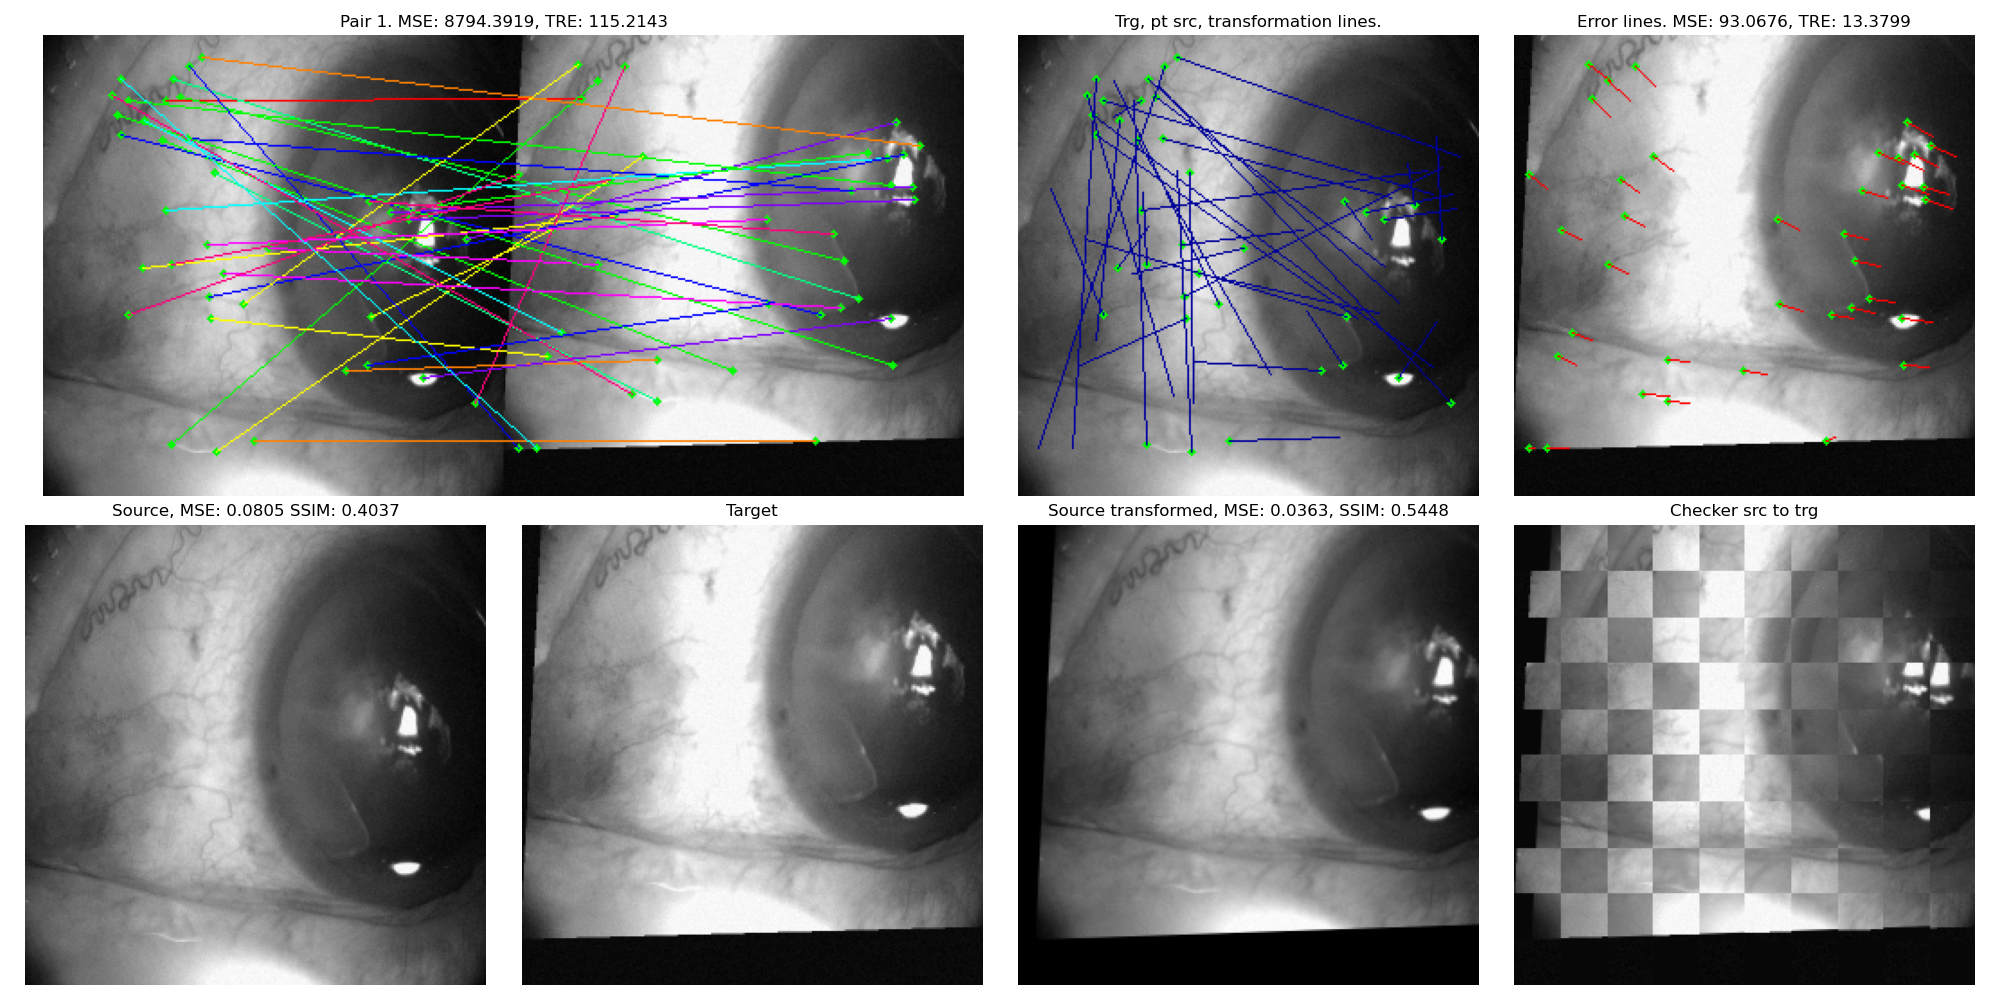 Pair 1. MSE: 8794.3919, TRE: 115.2143
Trg, pt src, transformation lines.
Error lines. MSE: 93.0676, TRE: 13.3799
Source, MSE: 0.0805 SSIM: 0.4037
Target
Source transformed, MSE: 0.0363, SSIM: 0.5448
Checker src to trg